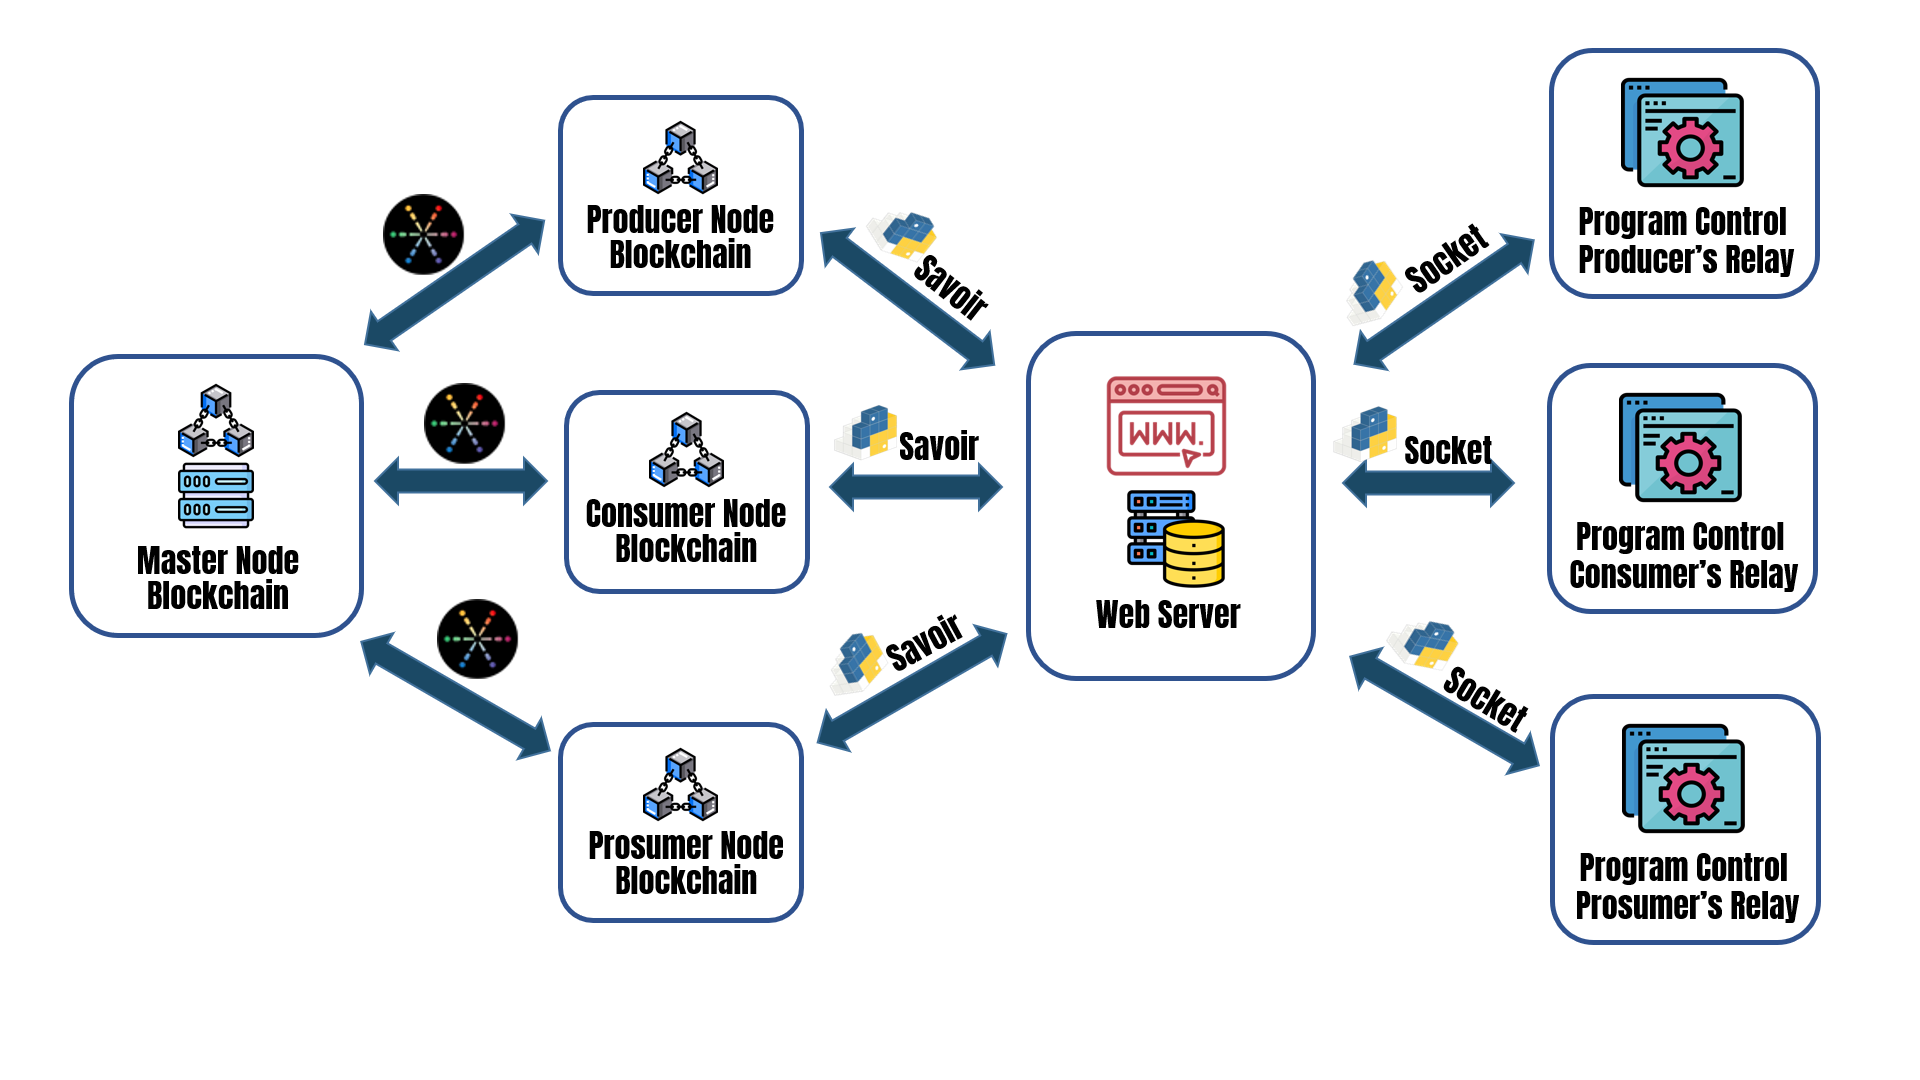 Producer Node
Blockchain
Savoir
Socket
Program Control
Producer's Relay
Master Node
Blockchain
Consumer Node
Blockchain
Savoir
WWW.
Web Server
Socket
Program Control
Consumer's Relay
Prosumer Node
Blockchain
Savoir
Socket
Program Control
Prosumer's Relay